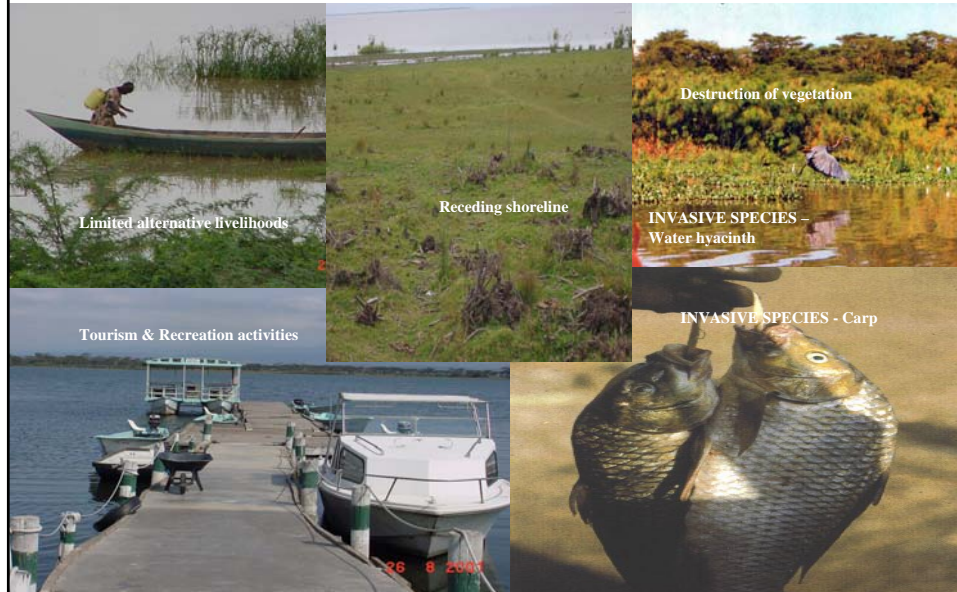 Destruction of vegetation
Limited alternative livelihoods
Receding shoreline
INVASIVE SPECIES –
Water hyacinth
Tourism & Recreation activities
INVASIVE SPECIES - Carp
26 8 2001